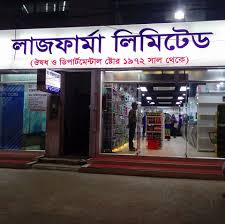 লাজফার্মা লিমিটেড
(ঔষধ ও ডিপার্টমেন্টাল ষ্টোর ১৯৭২ সাল থেকে)